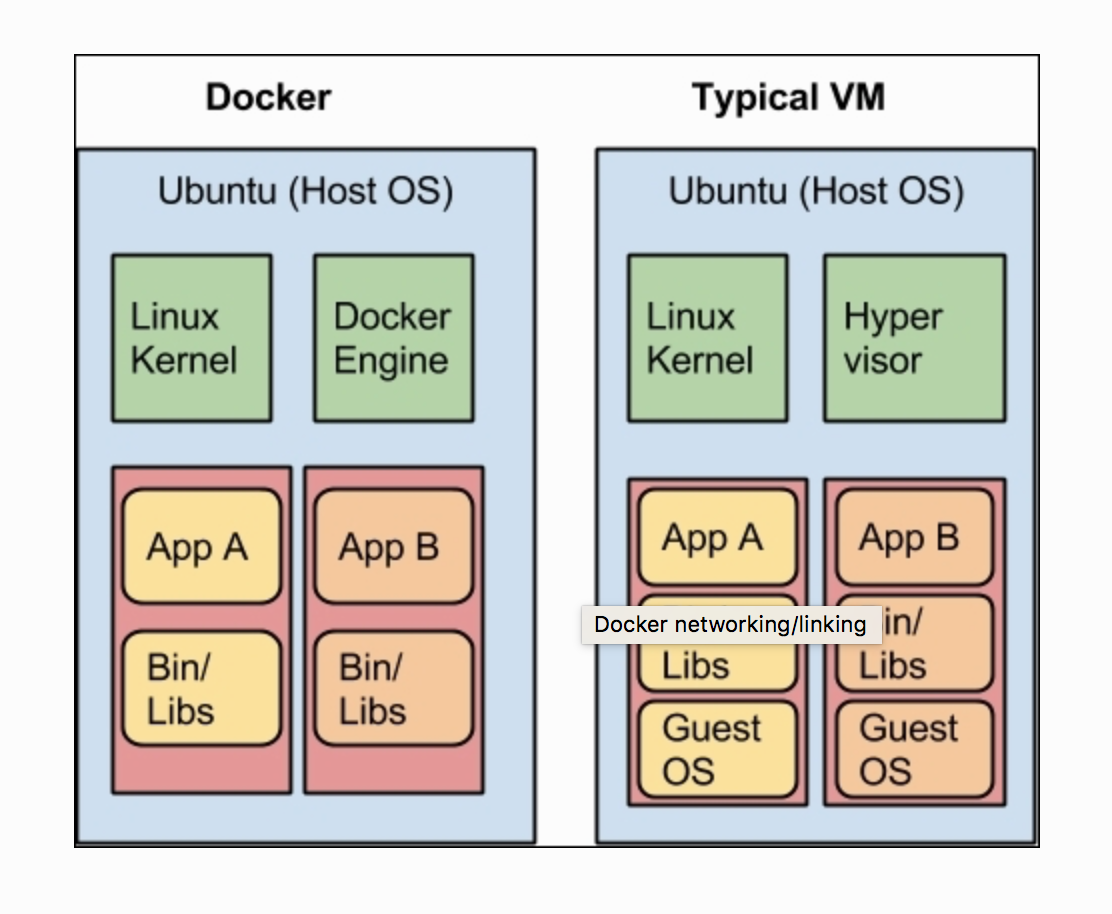 Docker
Typical VM
Ubuntu (Host OS)
Linux
Kernel
Docker
Engine
App A
App B
Bin/
Libs
Bin/
Libs
Ubuntu (Host OS)
Linux
Kernel
Hyper
visor
App A
App B
Docker networking/linking
Libs
in/
Libs
Guest
OS
Guest
OS